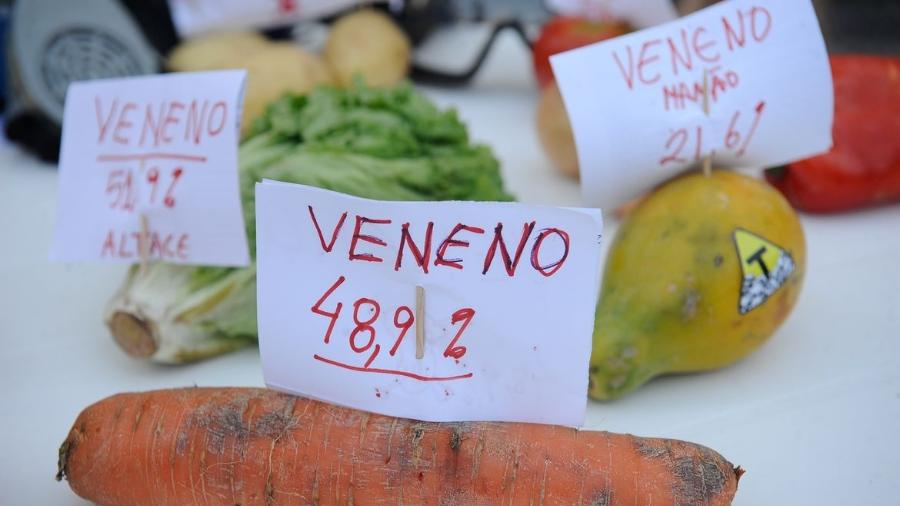 VENENO
51,9%
ALFACE
VENENO
48,9%
VENENO
MAMÃO
21,6%
T